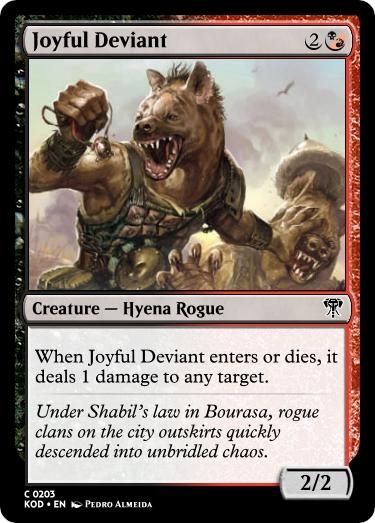 Joyful Deviant 2
Creature — Hyena Rogue
When Joyful Deviant enters or dies, it
deals 1 damage to any target.
Under Shabil's law in Bourasa, rogue
clans on the city outskirts quickly
descended into unbridled chaos.
2/2
C 0203
KOD • EN Pedro Almeida